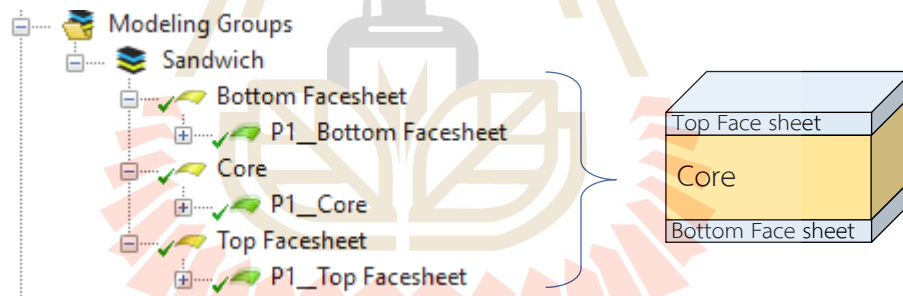 Modeling Groups
Sandwich
Bottom Facesheet
P1__Bottom Facesheet
Core
P1__Core
Top Facesheet
P1__Top Facesheet
Top Face sheet
Core
Bottom Face sheet